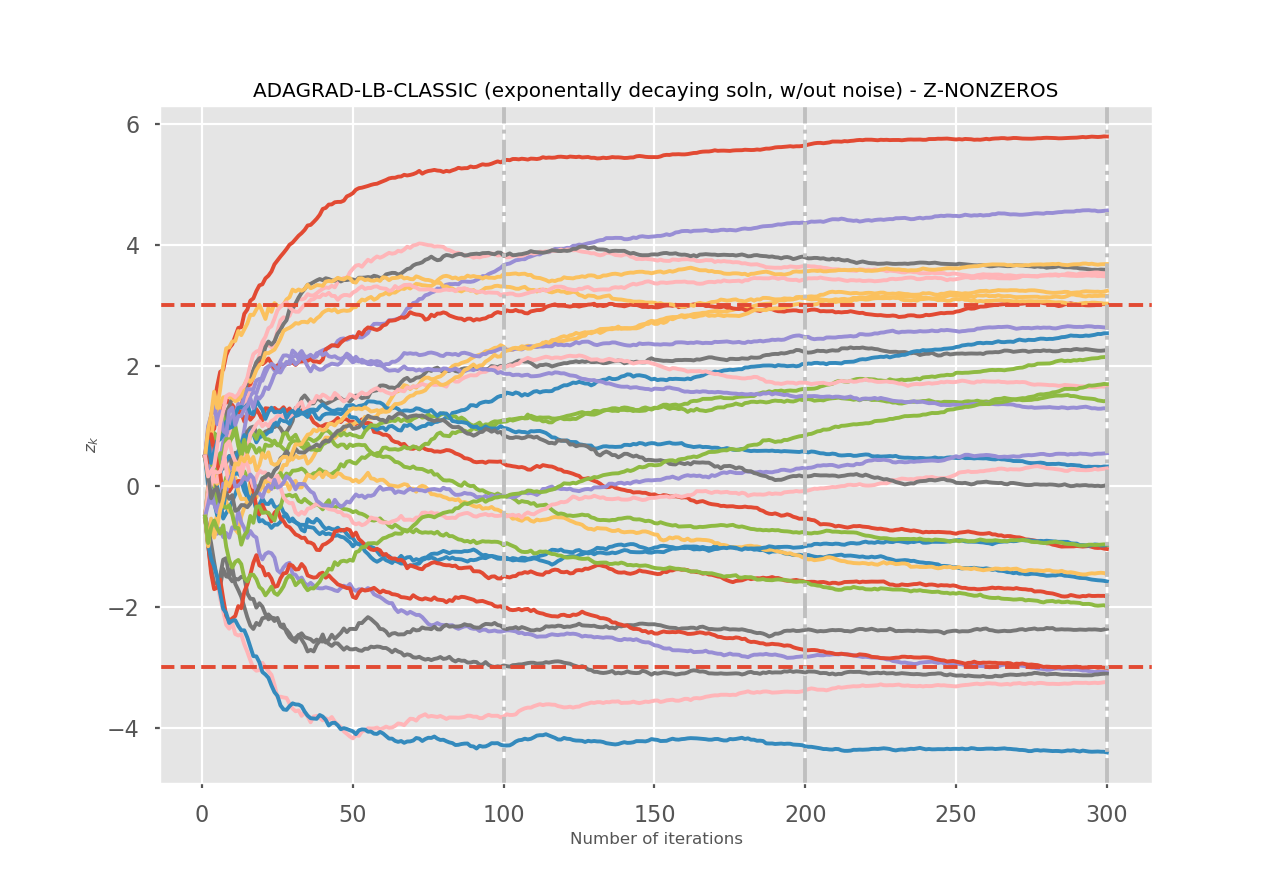 ADAGRAD-LB-CLASSIC (exponentially decaying soln, w/out noise) - Z-NONZEROS
6
4
2
0
−2
−4
z_k
0 50 100 150 200 250 300
Number of iterations